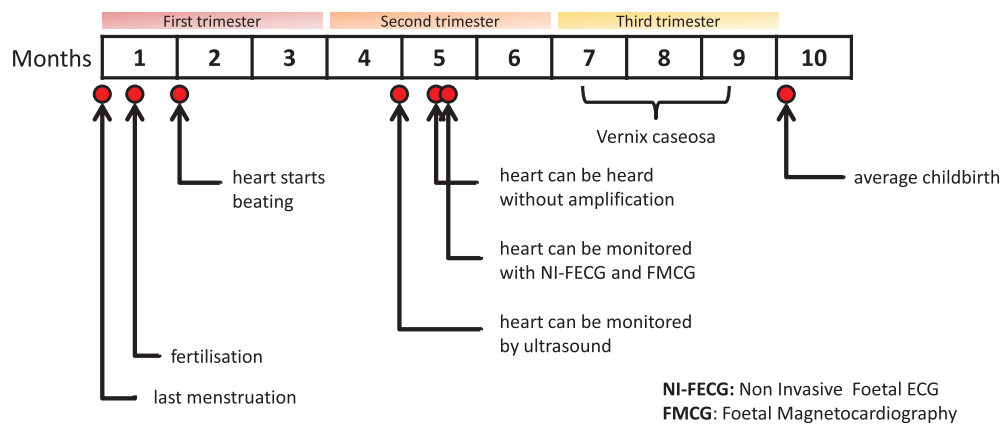 First trimester
Second trimester
Third trimester
Months 1 2 3 4 5 6 7 8 9 10
Vernix caseosa
heart starts
beating
heart can be heard
without amplification
average childbirth
heart can be monitored
with NI-FECG and FMCG
heart can be monitored
by ultrasound
fertilisation
last menstruation
NI-FECG: Non Invasive Foetal ECG
FMCG: Foetal Magnetocardiography